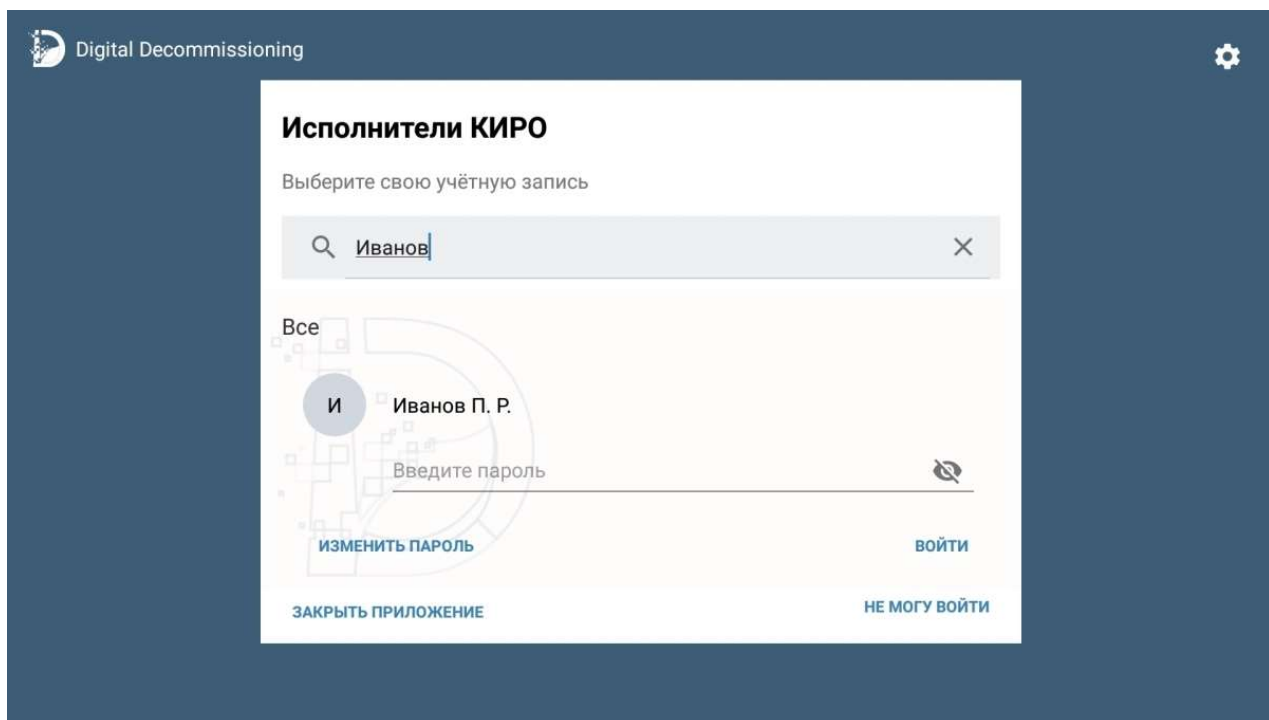 Digital Decommissioning
Исполнители КИРО
Выберите свою учётную запись
Иванов
Все
И
Иванов П. Р.
Введите пароль
ИЗМЕНИТЬ ПАРОЛЬ
ВОЙТИ
ЗАКРЫТЬ ПРИЛОЖЕНИЕ
НЕ МОГУ ВОЙТИ